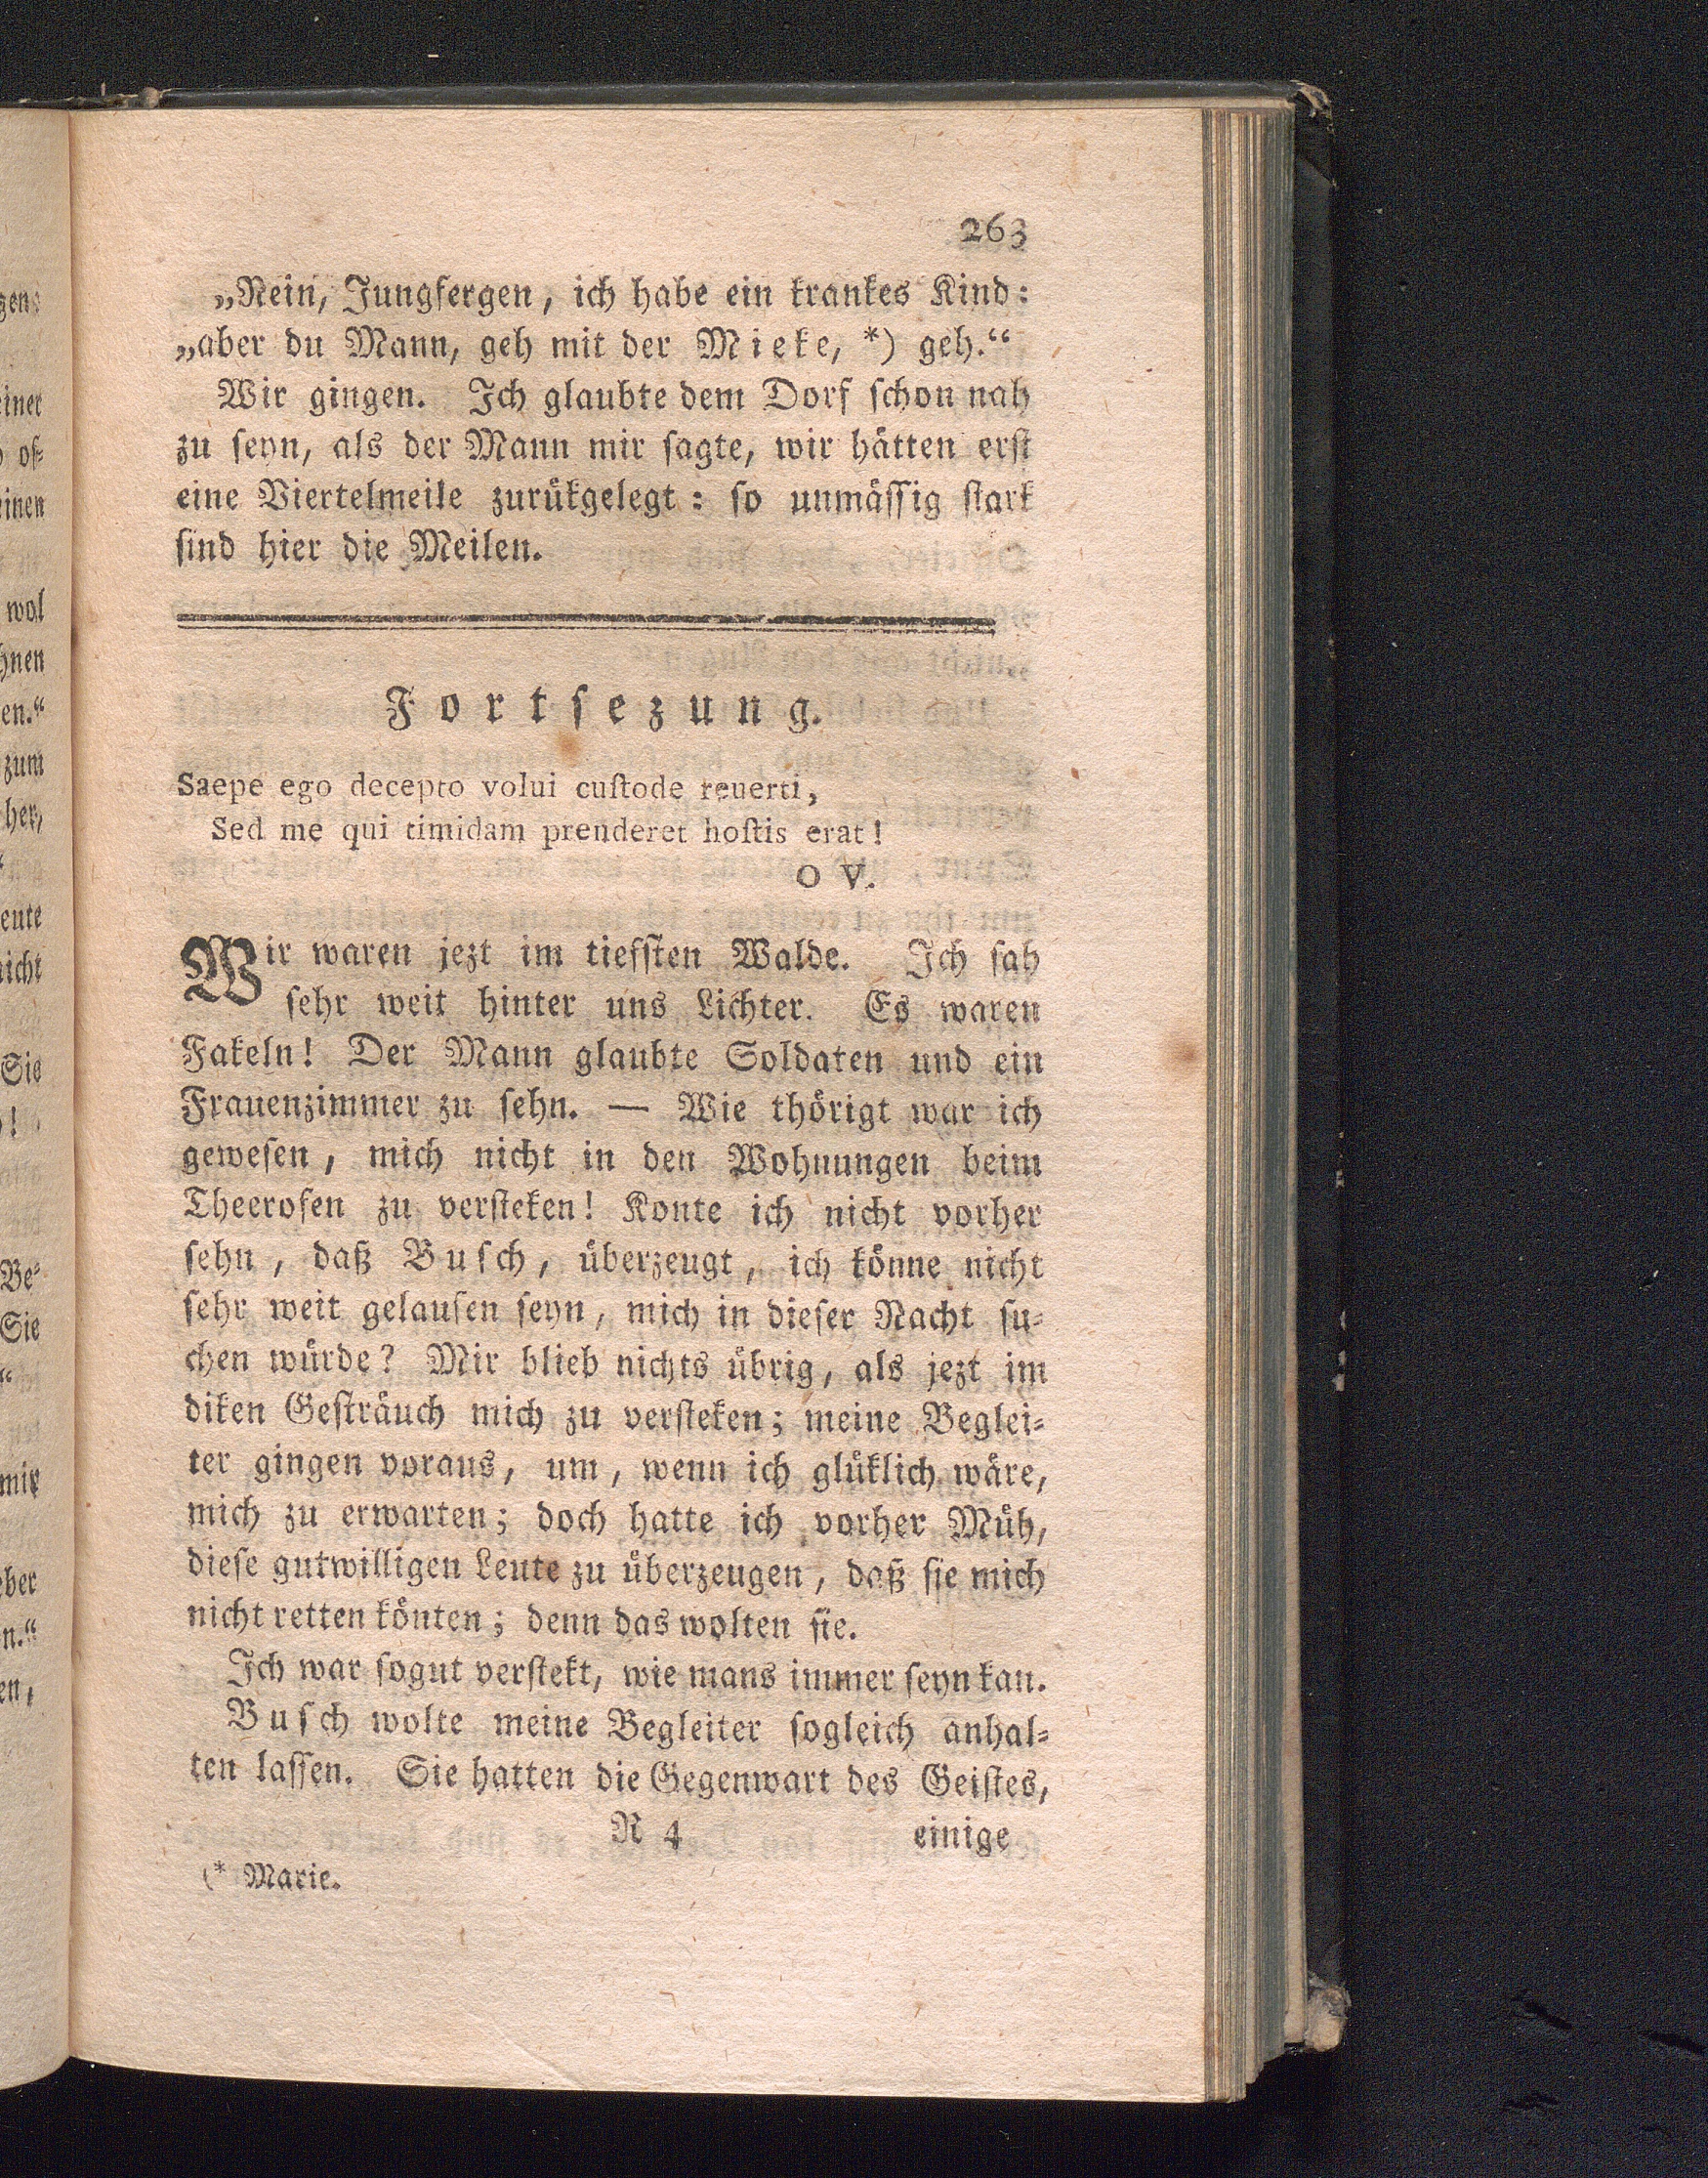 263
„Nein, Jungfergen, ich habe ein krankes Kind:
„aber du Mann, geh mit der Mieke, *) geh.“
Wir gingen. Ich glaubte dem Dorf ſchon nah
zu ſeyn, als der Mann mir ſagte, wir hätten erſt
eine Viertelmeile zurükgelegt: ſo unmäſſig ſtark
ſind hier die Meilen.
Fortſezung.
Saepe ego decepto volui cuſtode reuerti,
Sed me qui timidam prenderet hoſtis erat!
OV.
Wir waren jezt im tiefſten Walde. Ich ſah
ſehr weit hinter uns Lichter. Es waren
Fakeln! Der Mann glaubte Soldaten und ein
Frauenzimmer zu ſehn. — Wie thörigt war ich
geweſen, mich nicht in den Wohnungen beim
Theerofen zu verſteken! Konte ich nicht vorher
ſehn, daß Buſch, überzeugt, ich könne nicht
ſehr weit gelaufen ſeyn, mich in dieſer Nacht ſu-
chen würde? Mir blieb nichts übrig, als jezt im
diken Geſträuch mich zu verſteken; meine Beglei-
ter gingen voraus, um, wenn ich glüklich wäre,
mich zu erwarten; doch hatte ich vorher Müh,
dieſe gutwilligen Leute zu überzeugen, daß ſie mich
nicht retten könten; denn das wolten ſie.
Ich war ſogut verſtekt, wie mans immer ſeyn kan.
Buſch wolte meine Begleiter ſogleich anhal-
ten laſſen. Sie hatten die Gegenwart des Geiſtes,
R 4 einige
(* Marie.